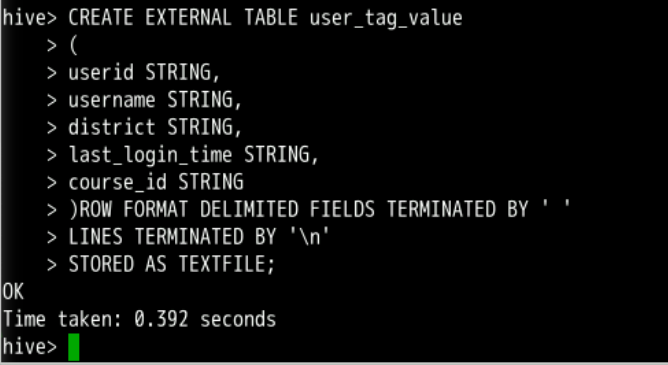 hive> CREATE EXTERNAL TABLE user_tag_value
    > (
    > userid STRING,
    > username STRING,
    > district STRING,
    > last_login_time STRING,
    > course_id STRING
    > )ROW FORMAT DELIMITED FIELDS TERMINATED BY ' '
    > LINES TERMINATED BY '\n'
    > STORED AS TEXTFILE;
OK
Time taken: 0.392 seconds
hive>